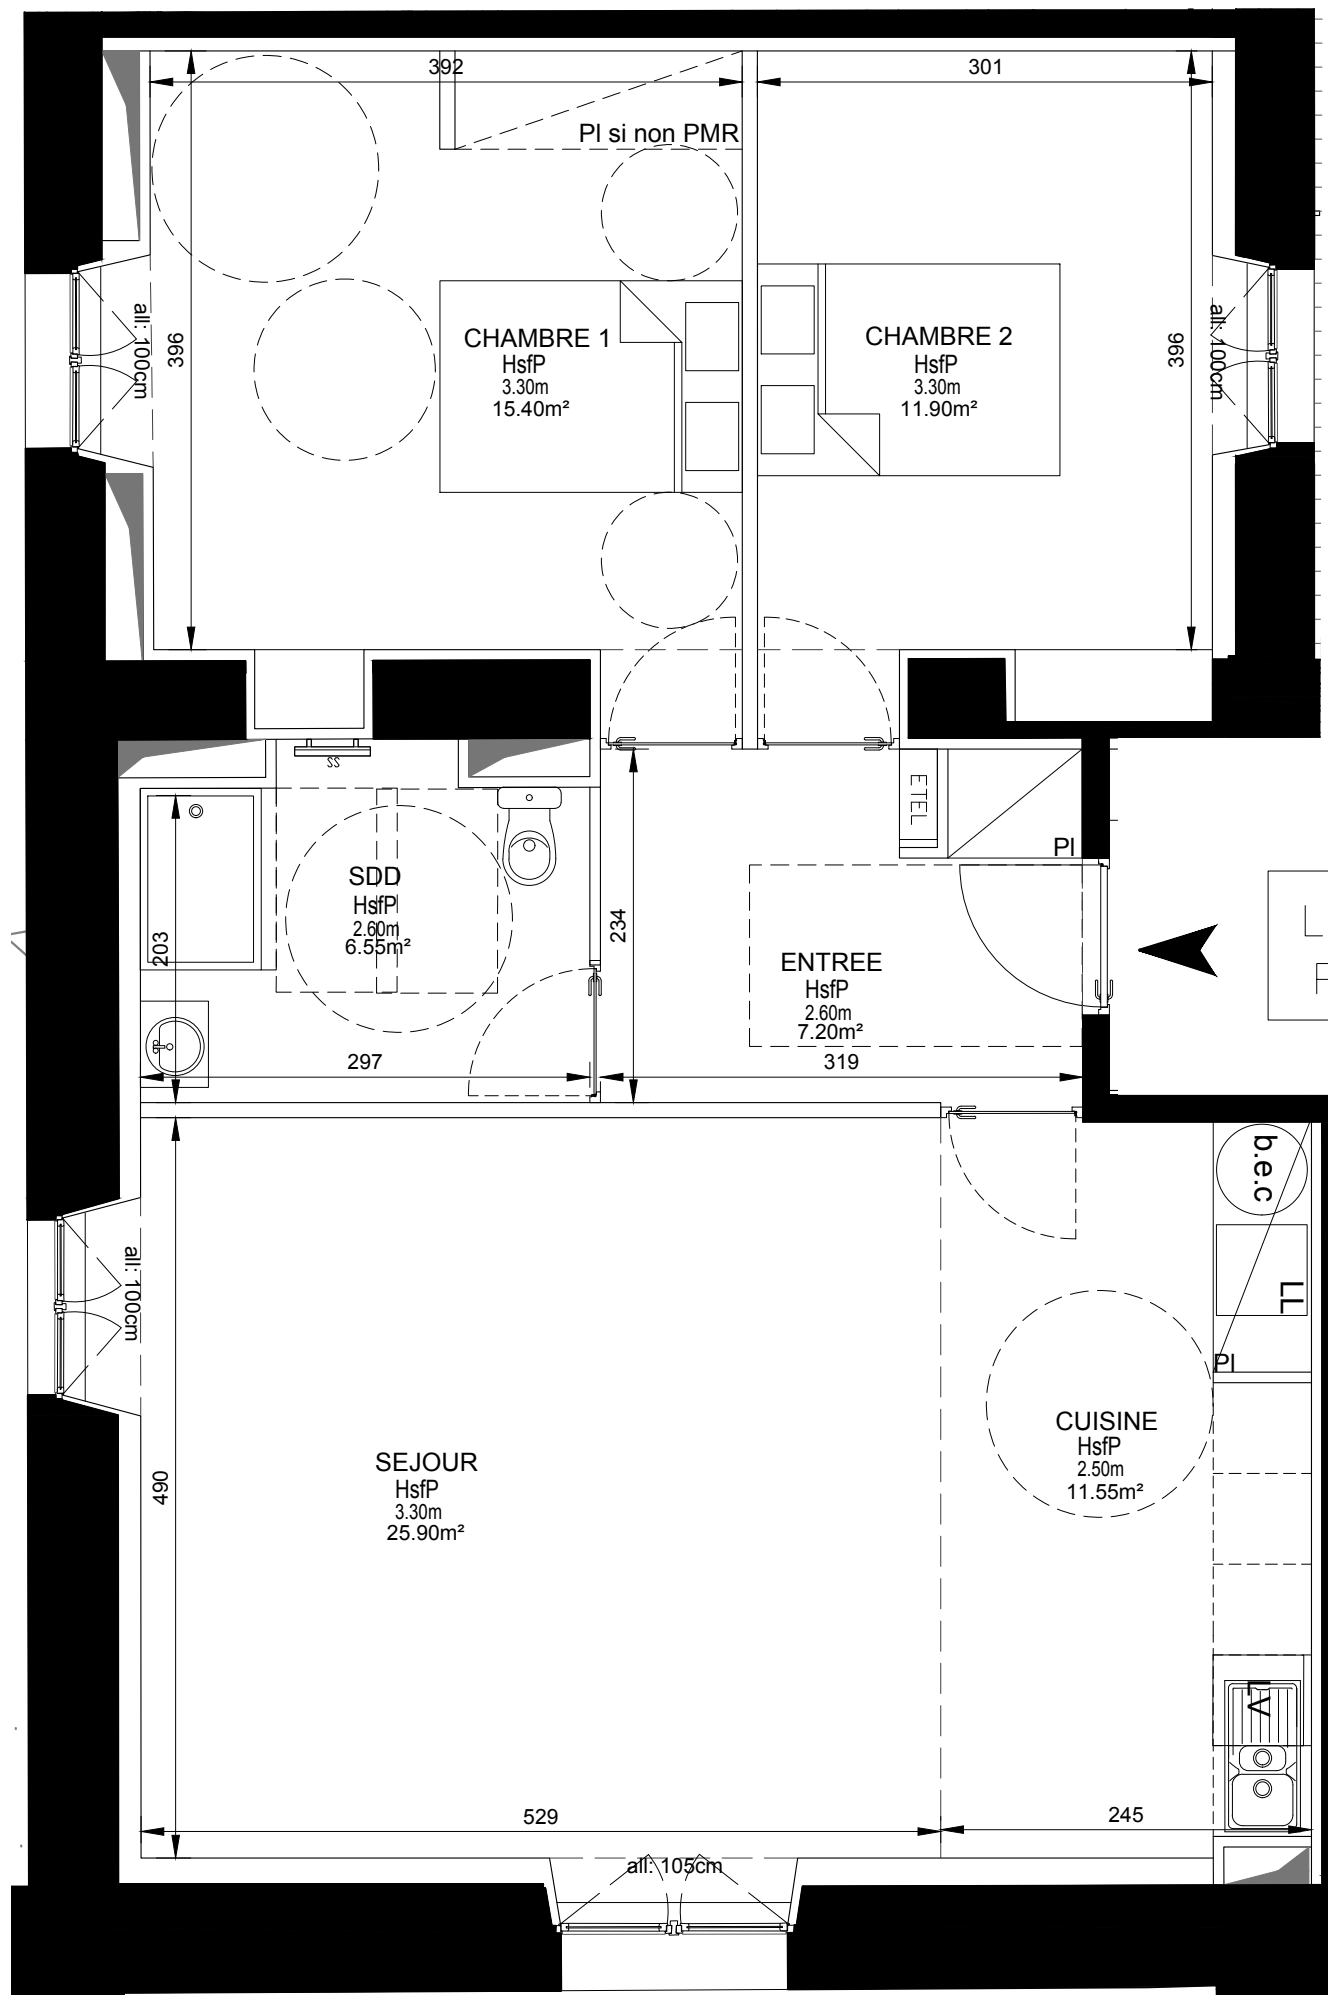 392
301
Pl si non PMR
all: 100cm
396
CHAMBRE 1
HsfP
3.30m
15.40m²
CHAMBRE 2
HsfP
3.30m
11.90m²
396
all: 100cm
SS
ETEL
Pl
SDD
HsfP
2.60m
6.55m²
203
234
ENTREE
HsfP
2.60m
7.20m²
297
319
b.e.c
LL
Pl
all: 100cm
490
SEJOUR
HsfP
3.30m
25.90m²
CUISINE
HsfP
2.50m
11.55m²
LV
529
245
all: 105cm